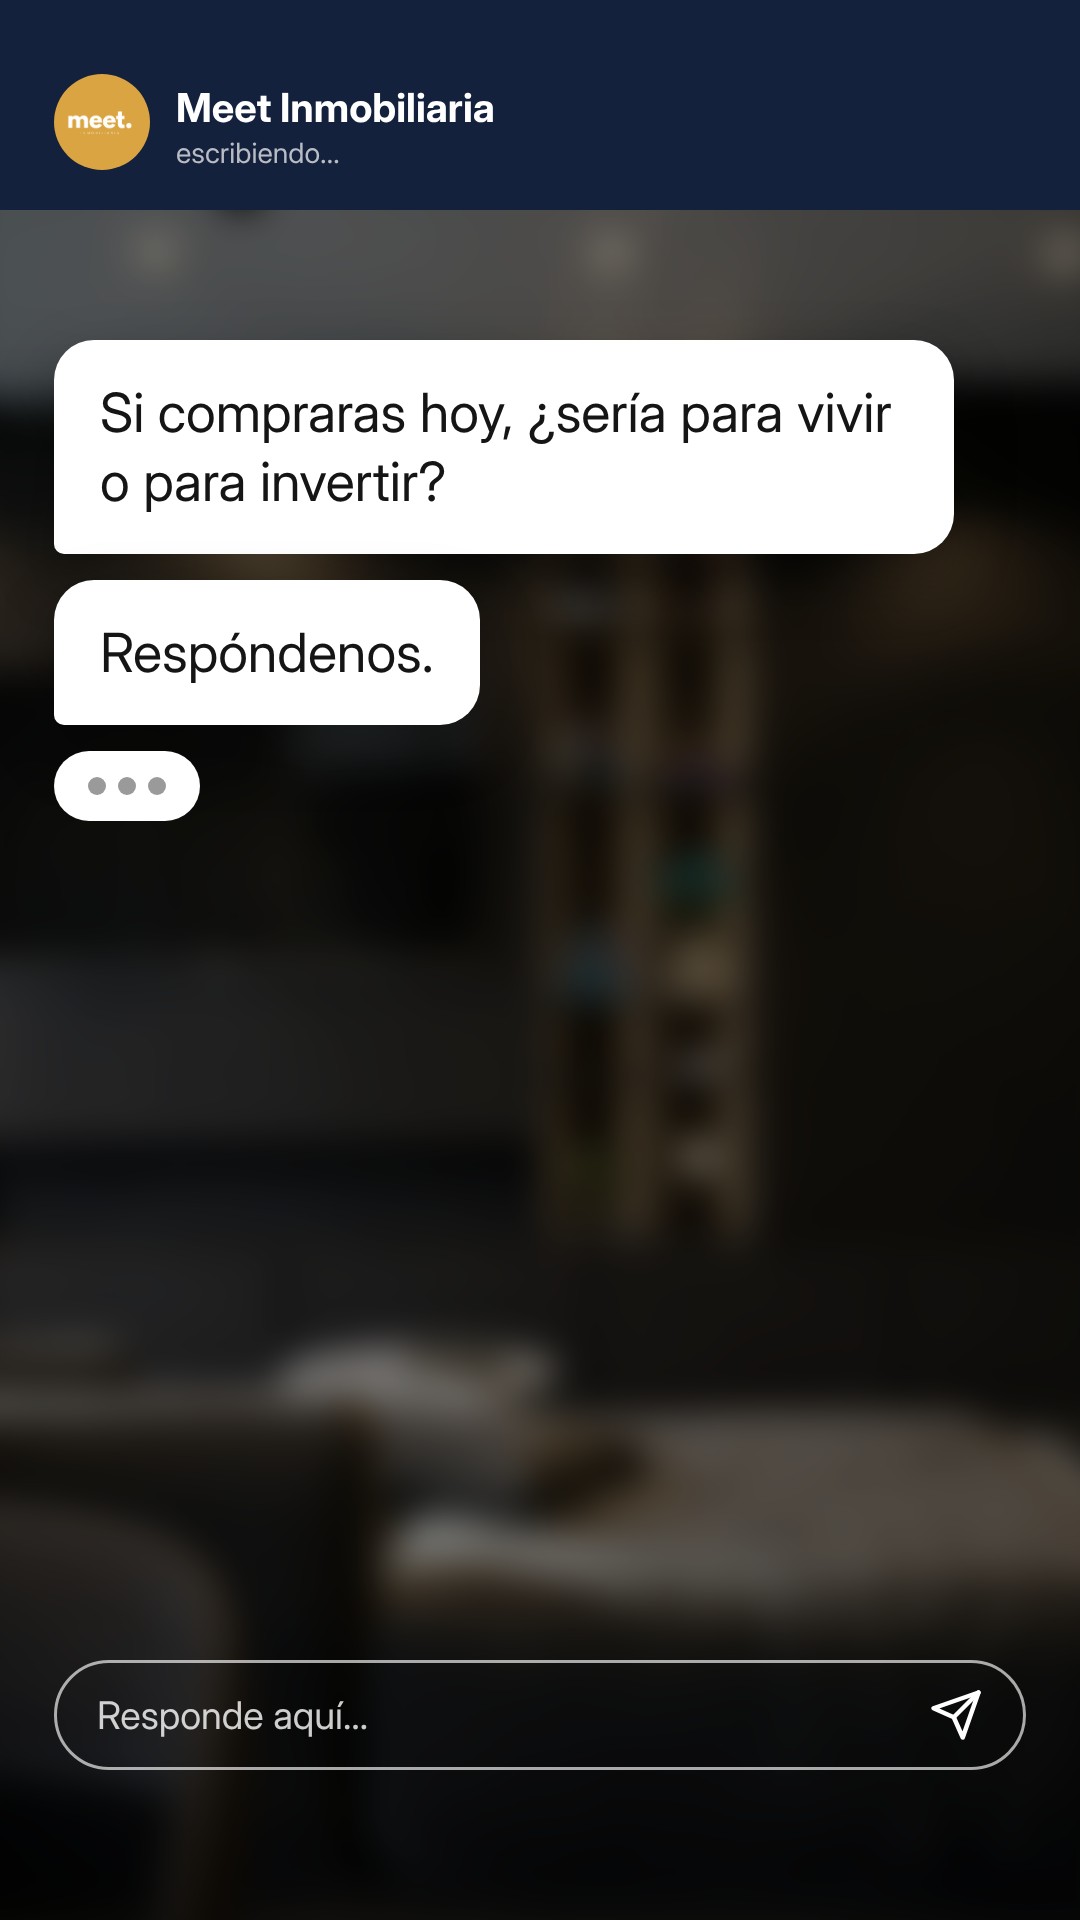 meet.
Meet Inmobiliaria
escribiendo...
Si compraras hoy, ¿sería para vivir
o para invertir?
Respóndenos.
Responde aquí...